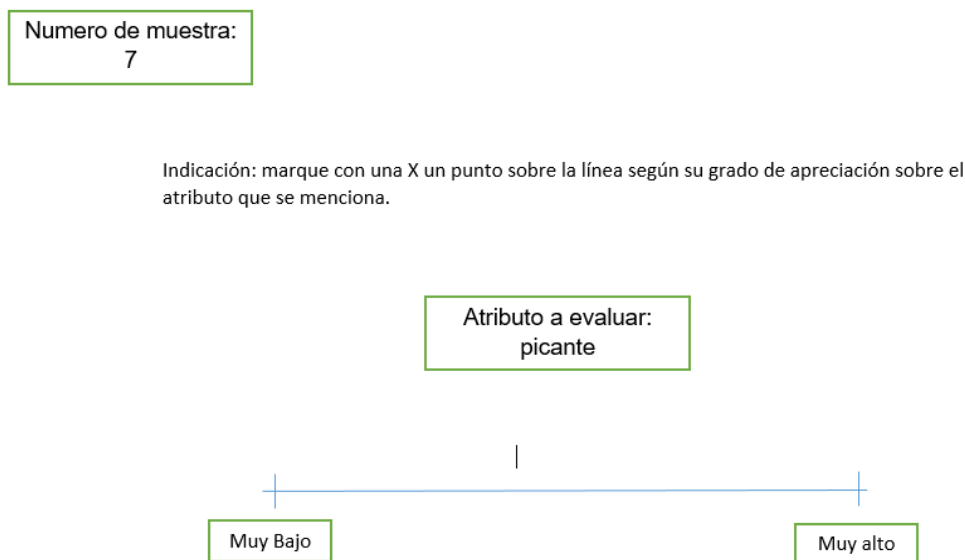 Numero de muestra:
7
Indicación: marque con una X un punto sobre la línea según su grado de apreciación sobre el
atributo que se menciona.
Atributo a evaluar:
picante
Muy Bajo
Muy alto